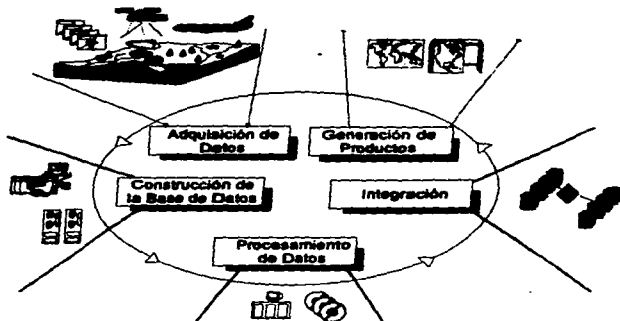 Adquisición de
Datos
Generación de
Productos
Construcción de
la Base de Datos
Integración
Procesamiento
de Datos